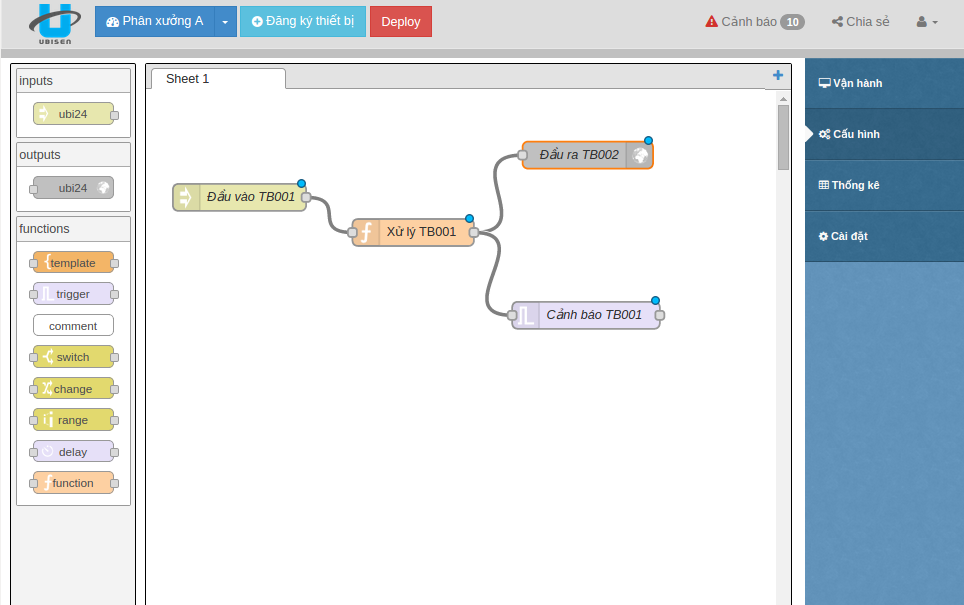 UBISEN
Phân xưởng A
Đăng ký thiết bị
Deploy
Cảnh báo 10
Chia sẻ
inputs
ubi24
outputs
ubi24
functions
template
trigger
comment
switch
change
range
delay
function
Sheet 1
Đầu vào TB001
Xử lý TB001
Đầu ra TB002
Cảnh báo TB001
Vận hành
Cấu hình
Thống kê
Cài đặt